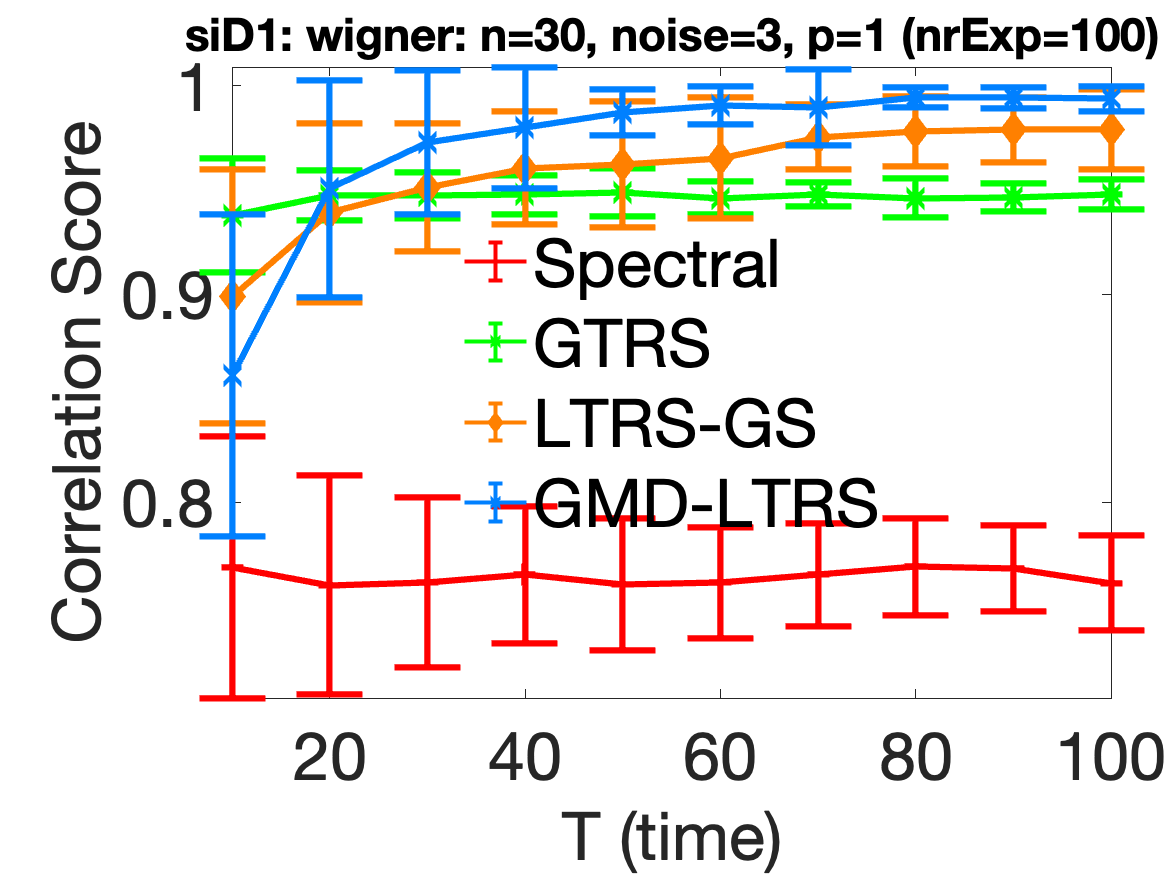 siD1: wigner: n=30, noise=3, p=1 (nrExp=100)
1
0.9
0.8
Correlation Score
Spectral
GTRS
LTRS-GS
GMD-LTRS
20 40 60 80 100
T (time)